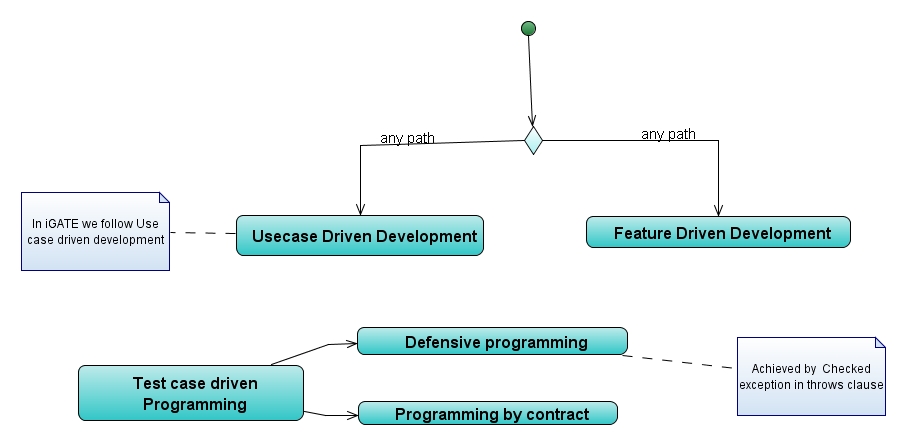 any path
any path
In iGATE we follow Use
case driven development
Usecase Driven Development
Feature Driven Development
Defensive programming
Achieved by Checked
exception in throws clause
Test case driven
Programming
Programming by contract